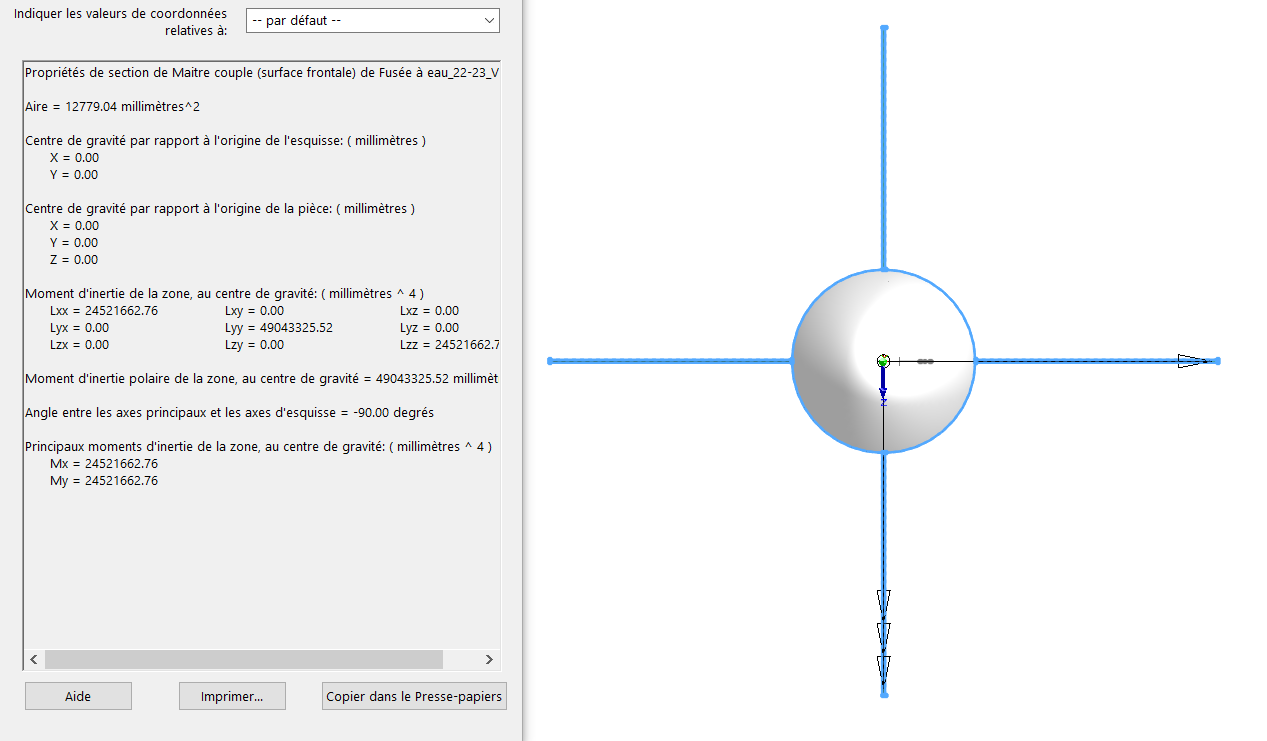 Indiquer les valeurs de coordonnées
relatives à:
-- par défaut --
Propriétés de section de Maitre couple (surface frontale) de Fusée à eau_22-23_V
Aire = 12779.04 millimètres^2
Centre de gravité par rapport à l'origine de l'esquisse: ( millimètres )
X = 0.00
Y = 0.00
Centre de gravité par rapport à l'origine de la pièce: ( millimètres )
X = 0.00
Y = 0.00
Z = 0.00
Moment d'inertie de la zone, au centre de gravité: ( millimètres ^ 4 )
Lxx = 24521662.76 Lxy = 0.00 Lxz = 0.00
Lyx = 0.00 Lyy = 49043325.52 Lyz = 0.00
Lzx = 0.00 Lzy = 0.00 Lzz = 24521662.7
Moment d'inertie polaire de la zone, au centre de gravité = 49043325.52 millimèt
Angle entre les axes principaux et les axes d'esquisse = -90.00 degrés
Principaux moments d'inertie de la zone, au centre de gravité: ( millimètres ^ 4 )
Mx = 24521662.76
My = 24521662.76
Aide
Imprimer...
Copier dans le Presse-papiers
z